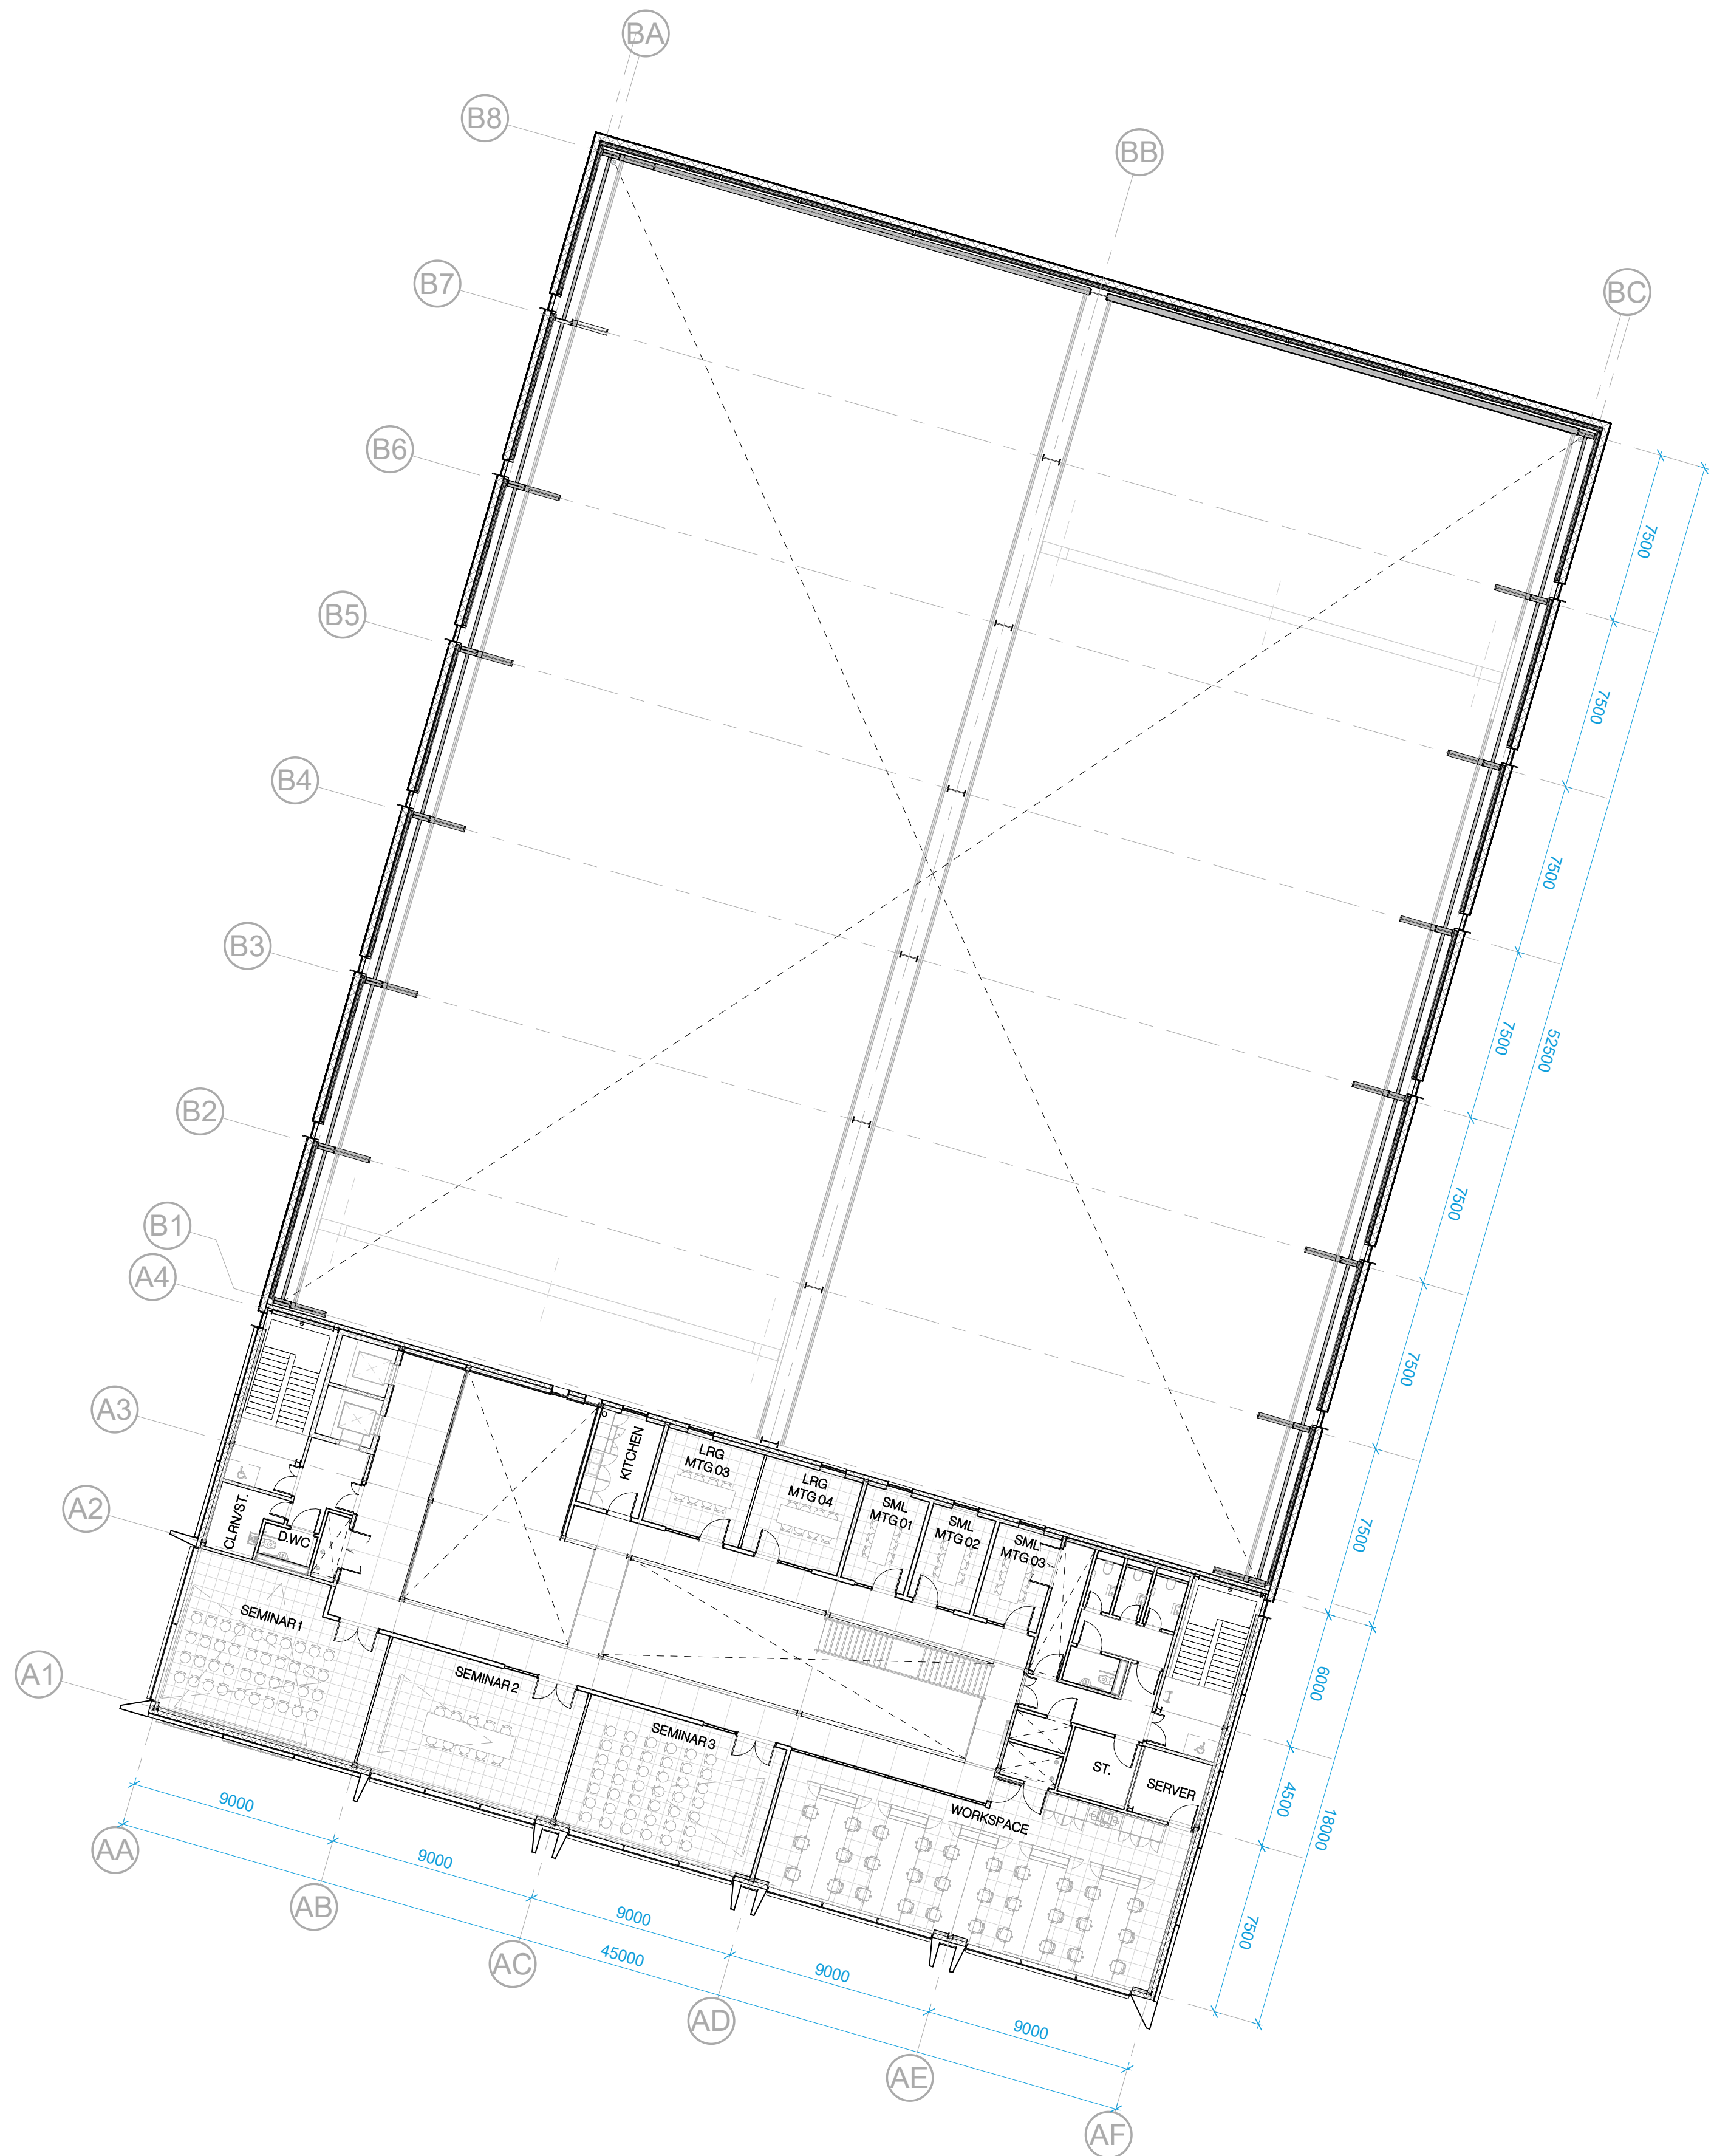 BA
B8
BB
B7
BC
B6
7500
B5
7500
B4
7500
B3
7500
52500
B2
7500
B1
A4
7500
A3
KITCHEN
LRG
MTG 03
LRG
MTG 04
SML
MTG 01
SML
MTG 02
SML
MTG 03
7500
A2
CLRN/ST.
D.WC
SEMINAR 1
SEMINAR 2
SEMINAR 3
A1
6000
ST.
SERVER
WORKSPACE
4500
18000
7500
9000
9000
9000
9000
9000
45000
AA
AB
AC
AD
AE
AF